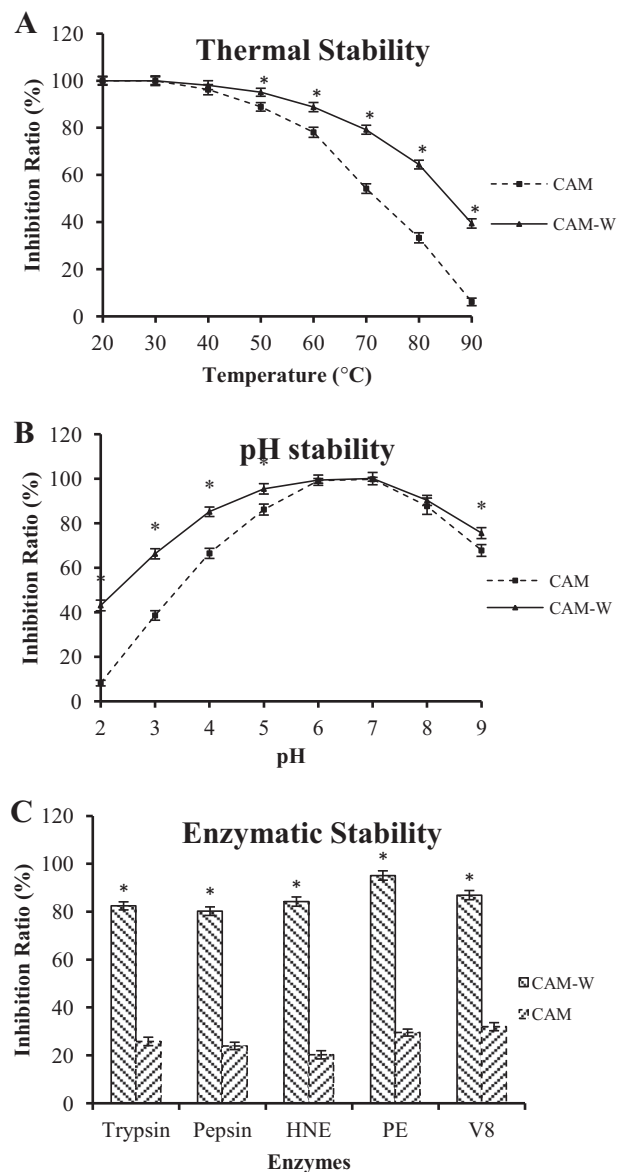 A
Thermal Stability
120
100
80
60
40
20
0
Inhibition Ratio (%)
* * * * *
20 30 40 50 60 70 80 90
Temperature (°C)
CAM
CAM-W
B
pH stability
120
100
80
60
40
20
0
Inhibition Ratio (%)
* * * * *
2 3 4 5 6 7 8 9
pH
CAM
CAM-W
C
Enzymatic Stability
120
100
80
60
40
20
0
Inhibition Ratio (%)
* * * * *
Trypsin Pepsin HNE PE V8
Enzymes
CAM-W
CAM